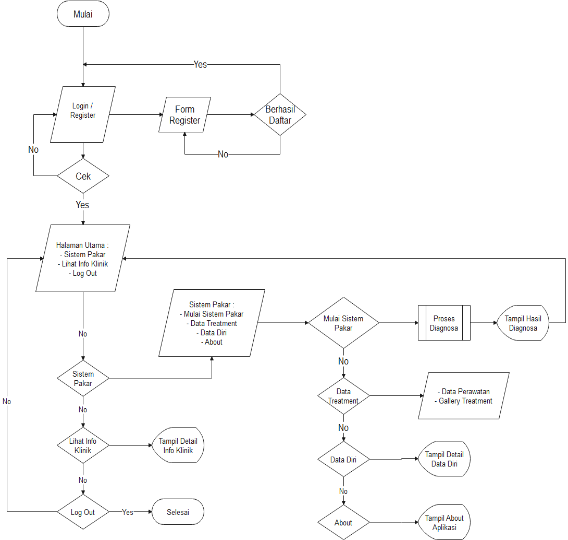 Mulai
Yes
Login /
Register
Form
Register
Berhasil
Daftar
No
No
Cek
Yes
Halaman Utama :
- Sistem Pakar
- Lihat Info Klinik
- Log Out
Sistem Pakar :
- Mulai Sistem Pakar
- Data Treatment
- Data Diri
- About
Mulai Sistem
Pakar
Proses
Diagnosa
Tampil Hasil
Diagnosa
No
No
Sistem
Pakar
Data
Treatment
- Data Perawatan
- Gallery Treatment
No
No
No
Lihat Info
Klinik
Tampil Detail
Info Klinik
Data Diri
Tampil Detail
Data Diri
No
No
Log Out
Yes
Selesai
About
Tampil About
Aplikasi